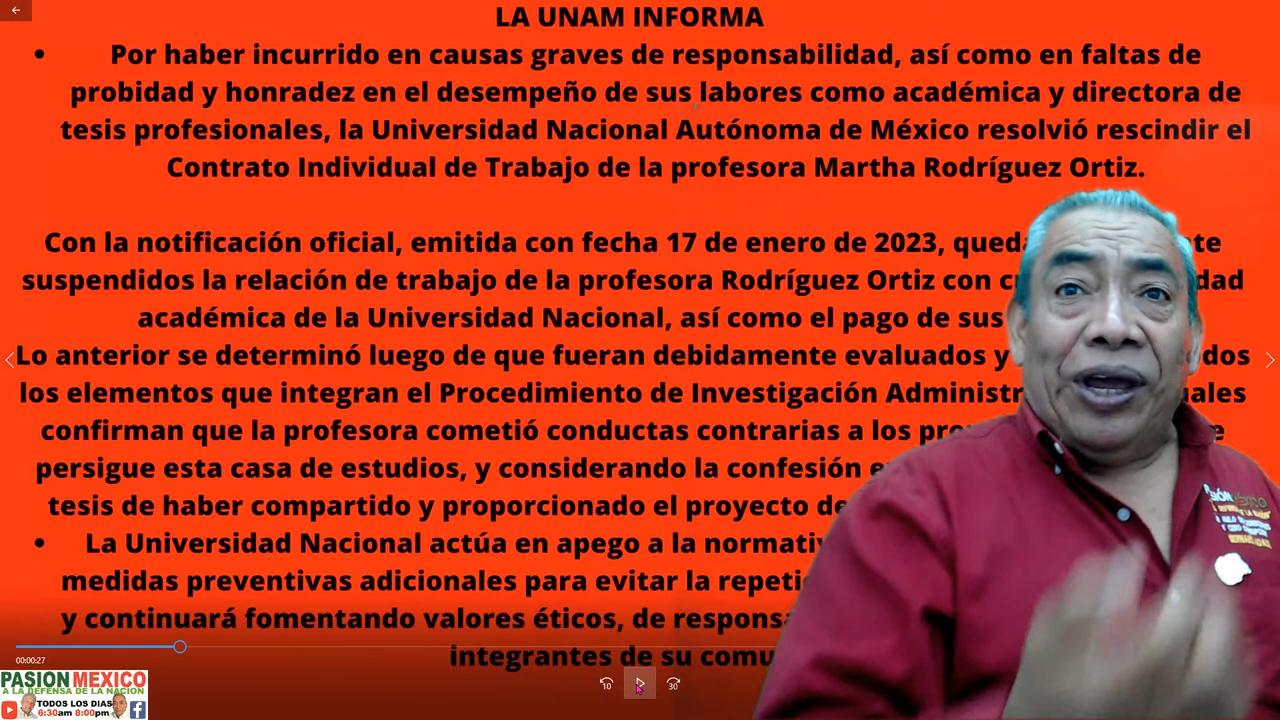 LA UNAM INFORMA
• Por haber incurrido en causas graves de responsabilidad, así como en faltas de
probidad y honradez en el desempeño de sus labores como académica y directora de
tesis profesionales, la Universidad Nacional Autónoma de México resolvió rescindir el
Contrato Individual de Trabajo de la profesora Martha Rodríguez Ortiz.
Con la notificación oficial, emitida con fecha 17 de enero de 2023,
suspendidos la relación de trabajo de la profesora Rodríguez Ortiz con
académica de la Universidad Nacional, así como el pago de sus
Lo anterior se determinó luego de que fueran debidamente evaluados y
los elementos que integran el Procedimiento de Investigación
confirman que la profesora cometió conductas contrarias a los
persigue esta casa de estudios, y considerando la confesión
tesis de haber compartido y proporcionado el proyecto
• La Universidad Nacional actúa en apego a la
medidas preventivas adicionales para evitar la
y continuará fomentando valores éticos, de
integrantes de su
00:00:27
10
30
PASION MEXICO
A LA DEFENSA DE LA NACION
TODOS LOS DIAS
6:30am 8:00pm